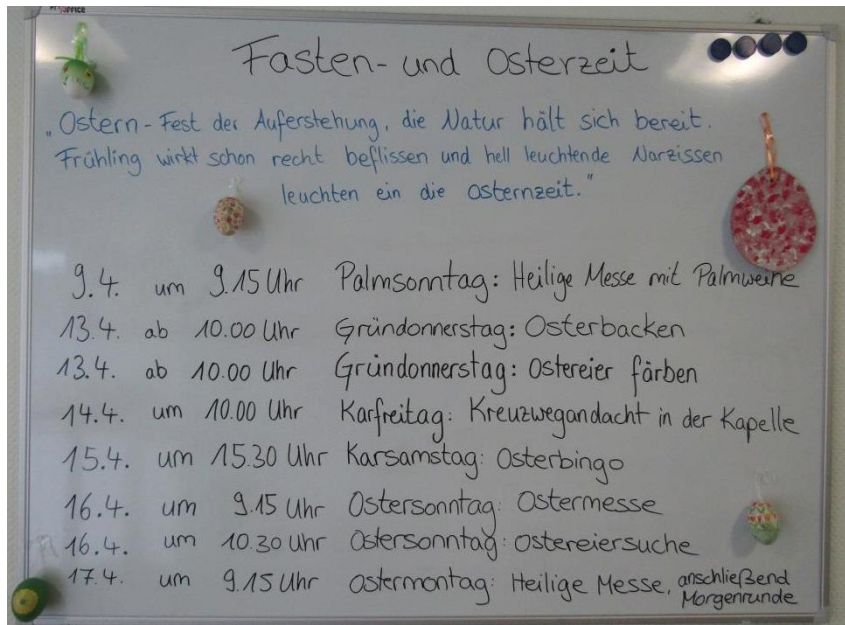 Fasten- und Osterzeit
"Ostern - Fest der Auferstehung, die Natur hält sich bereit.
Frühling wirkt schon recht beflissen und hell leuchtende Narzissen
leuchten ein die Osternzeit."
9.4. um 9.15 Uhr Palmsonntag: Heilige Messe mit Palmweihe
13.4. ab 10.00 Uhr Gründonnerstag: Osterbacken
13.4. ab 10.00 Uhr Gründonnerstag: Ostereier färben
14.4. um 10.00 Uhr Karfreitag: Kreuzwegandacht in der Kapelle
15.4. um 15.30 Uhr Karsamstag: Osterbingo
16.4. um 9.15 Uhr Ostersonntag: Ostermesse
16.4. um 10.30 Uhr Ostersonntag: Ostereiersuche
17.4. um 9.15 Uhr Ostermontag: Heilige Messe, anschließend
Morgenrunde